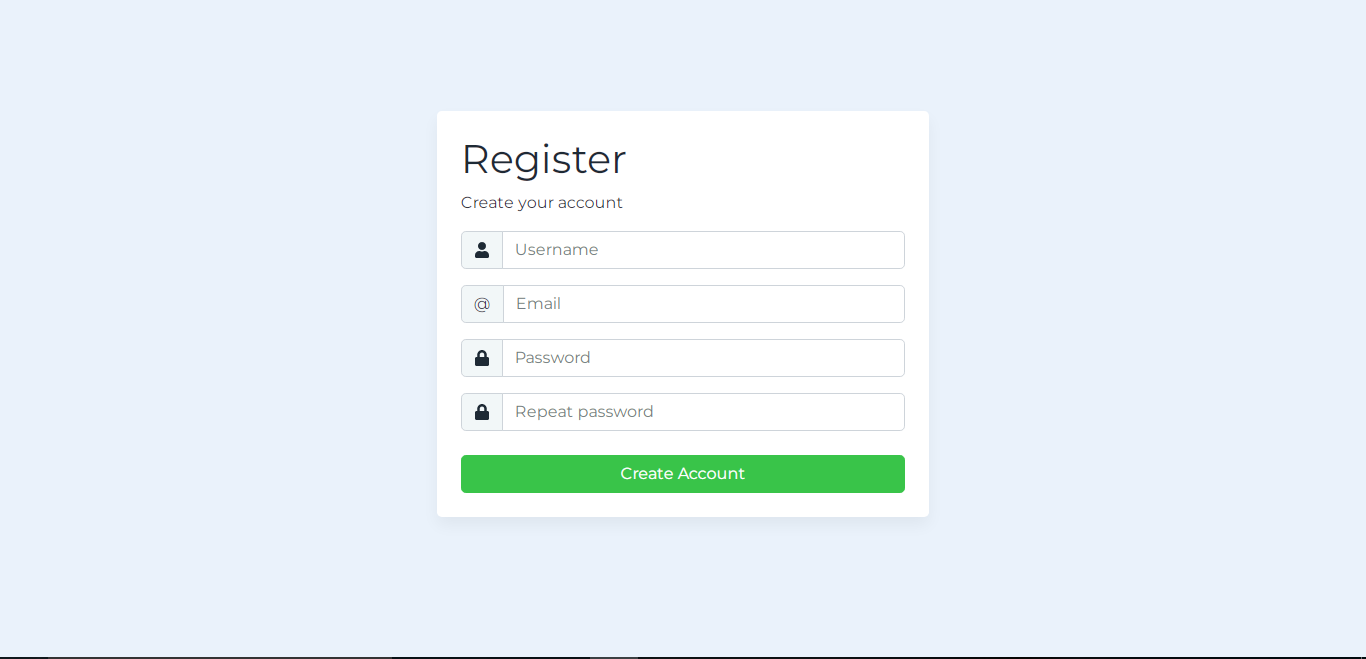 Register
Create your account
Username
@ Email
Password
Repeat password
Create Account